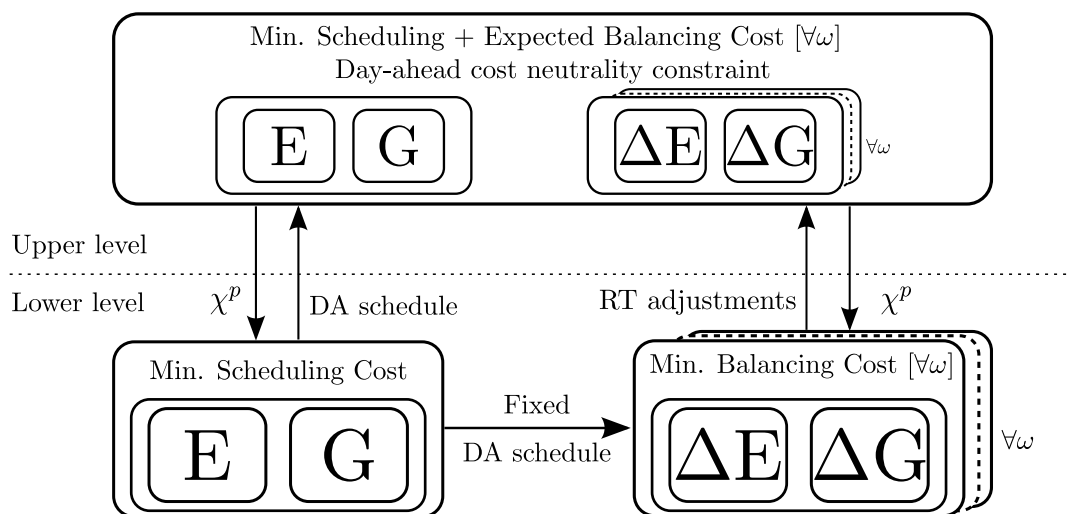 Min. Scheduling + Expected Balancing Cost [∀ω]
Day-ahead cost neutrality constraint
E G ΔE ΔG ∀ω
Upper level
Lower level
χ^p DA schedule RT adjustments χ^p
Min. Scheduling Cost
Min. Balancing Cost [∀ω]
E G
Fixed
DA schedule
ΔE ΔG ∀ω